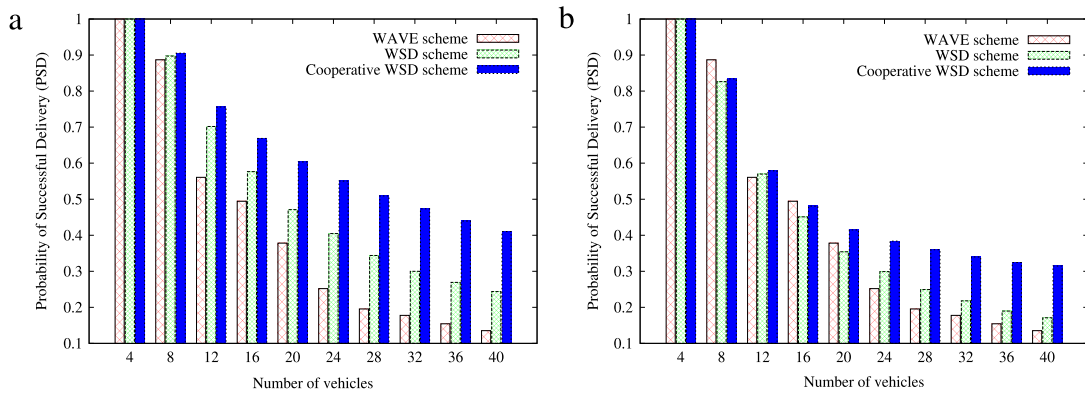 a
Probability of Successful Delivery (PSD)
1
0.9
0.8
0.7
0.6
0.5
0.4
0.3
0.2
0.1
WAVE scheme
WSD scheme
Cooperative WSD scheme
4 8 12 16 20 24 28 32 36 40
Number of vehicles
b
Probability of Successful Delivery (PSD)
1
0.9
0.8
0.7
0.6
0.5
0.4
0.3
0.2
0.1
WAVE scheme
WSD scheme
Cooperative WSD scheme
4 8 12 16 20 24 28 32 36 40
Number of vehicles